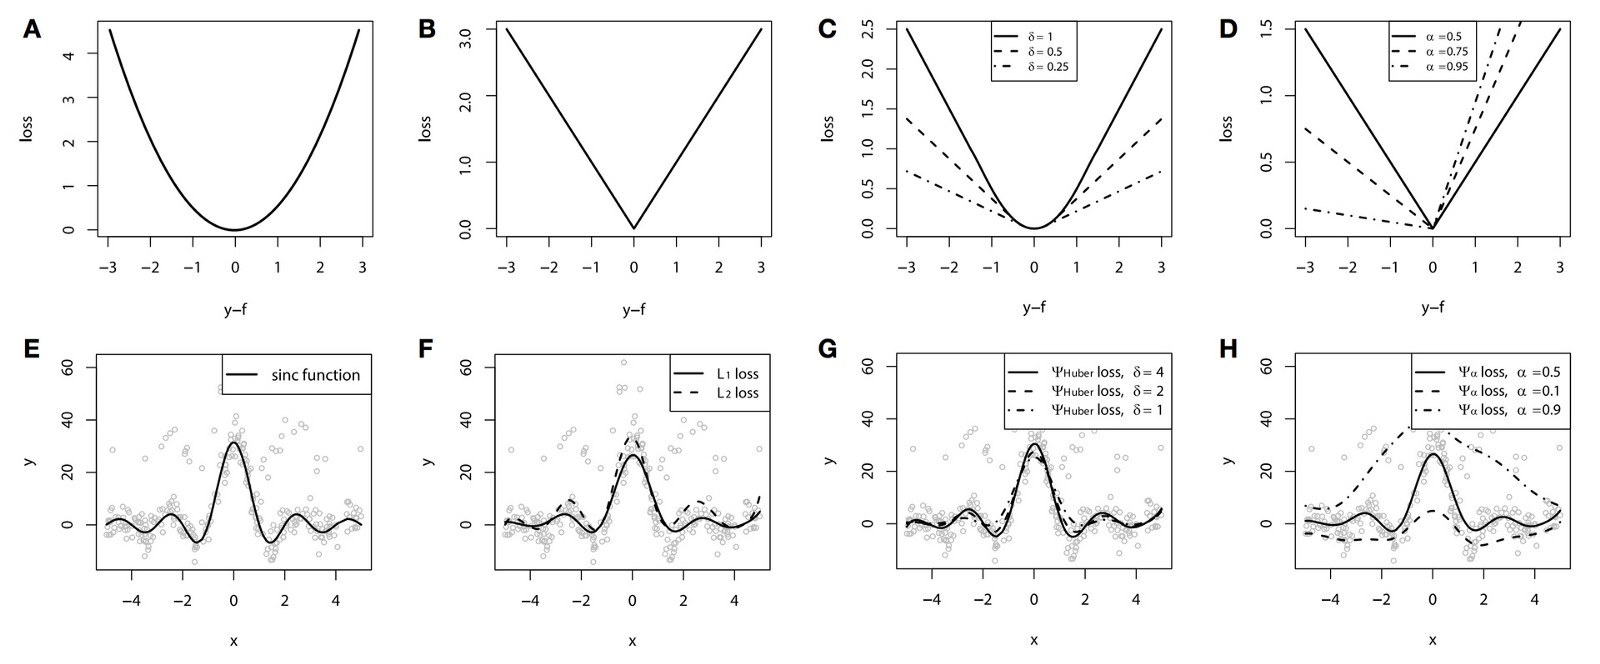 A
loss
4
3
2
1
0
−3 −2 −1 0 1 2 3
y−f
B
loss
3.0
2.0
1.0
0.0
−3 −2 −1 0 1 2 3
y−f
C
loss
2.5
2.0
1.5
1.0
0.5
0.0
δ = 1
δ = 0.5
δ = 0.25
−3 −2 −1 0 1 2 3
y−f
D
loss
1.5
1.0
0.5
0.0
α =0.5
α =0.75
α =0.95
−3 −2 −1 0 1 2 3
y−f
E
y
60
40
20
0
sinc function
−4 −2 0 2 4
x
F
y
60
40
20
0
L1 loss
L2 loss
−4 −2 0 2 4
x
G
y
60
40
20
0
ΨHuber loss, δ = 4
ΨHuber loss, δ = 2
ΨHuber loss, δ = 1
−4 −2 0 2 4
x
H
y
60
40
20
0
Ψα loss, α =0.5
Ψα loss, α =0.1
Ψα loss, α =0.9
−4 −2 0 2 4
x